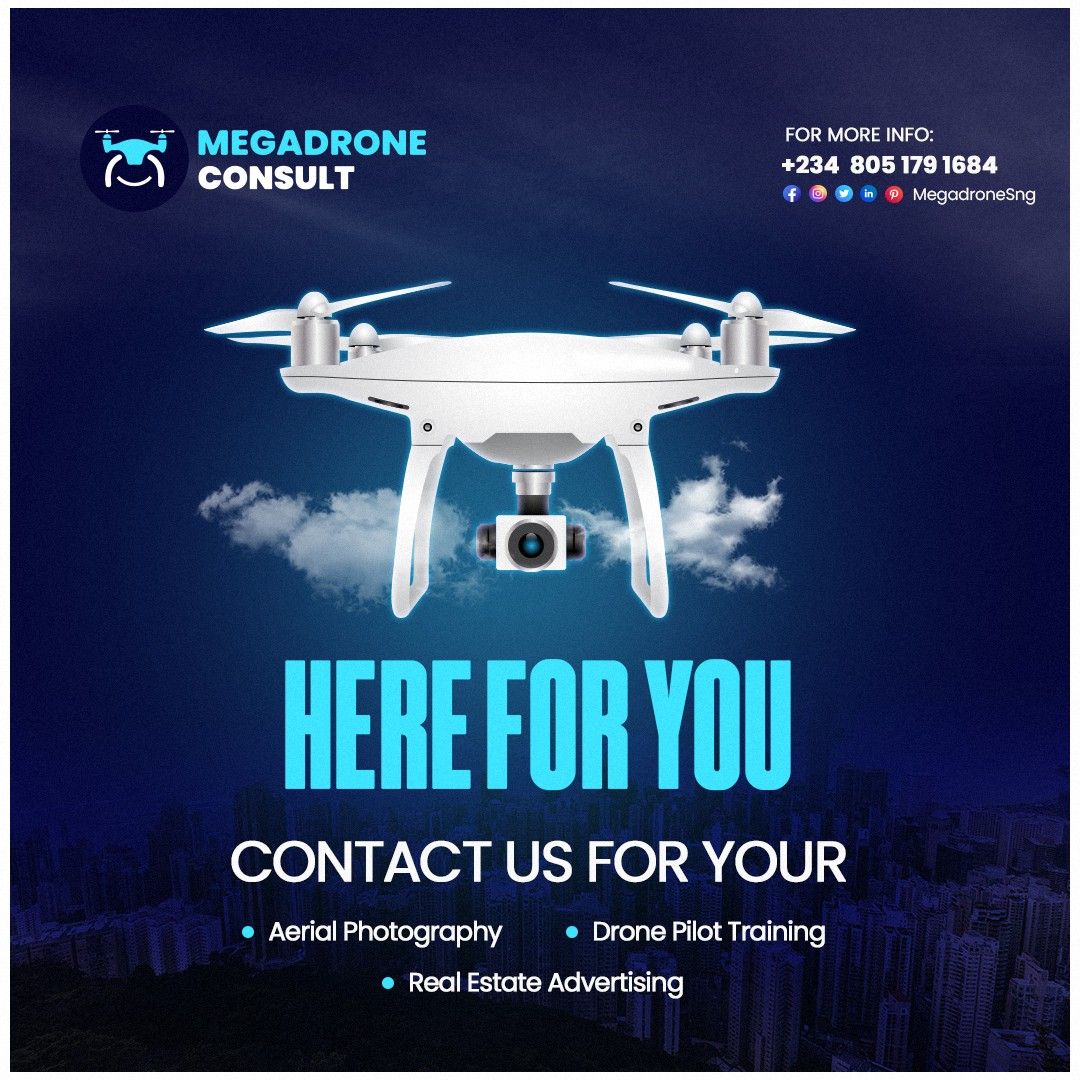 MEGADRONE
CONSULT
FOR MORE INFO:
+234 805 179 1684
MegadroneSng
HERE FOR YOU
CONTACT US FOR YOUR
• Aerial Photography
• Drone Pilot Training
• Real Estate Advertising